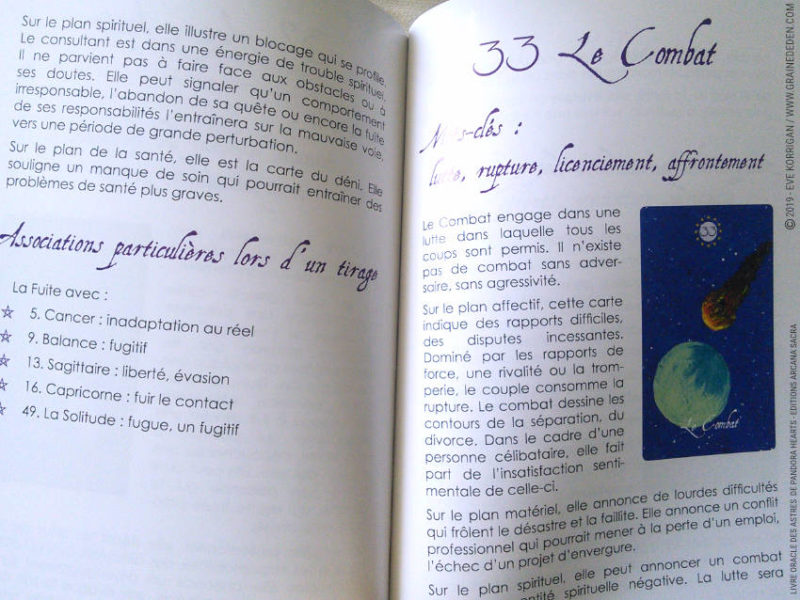 Sur le plan spirituel, elle illustre un blocage qui se profile.
Le consultant est dans une énergie de trouble spirituel.
Il ne parvient pas à faire face aux obstacles ou à
ses doutes. Elle peut signaler qu'un comportement
irresponsable, l'abandon de sa quête ou encore la fuite
de ses responsabilités l'entraînera sur la mauvaise voie,
vers une période de grande perturbation.
Sur le plan de la santé, elle est la carte du déni. Elle
souligne un manque de soin qui pourrait entraîner des
problèmes de santé plus graves.
Associations particulières lors d'un tirage
La Fuite avec :
5. Cancer : inadaptation au réel
9. Balance : fugitif
13. Sagittaire : liberté, évasion
16. Capricorne : fuir le contact
49. La Solitude : fugue, un fugitif
33 Le Combat
Mots-clés :
lutte, rupture, licenciement, affrontement
Le Combat engage dans une
lutte dans laquelle tous les
coups sont permis. Il n'existe
pas de combat sans adver-
saire, sans agressivité.
Sur le plan affectif, cette carte
indique des rapports difficiles,
des disputes incessantes.
Dominé par les rapports de
force, une rivalité ou la trom-
perie, le couple consomme la
rupture. Le combat dessine les
contours de la séparation, du
divorce. Dans le cadre d'une
personne célibataire, elle fait
part de l'insatisfaction senti-
mentale de celle-ci.
Sur le plan matériel, elle annonce de lourdes difficultés
qui frôlent le désastre et la faillite. Elle annonce un conflit
professionnel qui pourrait mener à la perte d'un emploi,
l'échec d'un projet d'envergure.
Sur le plan spirituel, elle peut annoncer un combat
entité spirituelle négative. La lutte sera
33
Le Combat
©2019 - EVE KORRIGAN / WWW.GRAINEDEDEN.COM
LIVRE ORACLE DES ASTRES DE PANDORA HEARTS - EDITIONS ARCANA SACRA